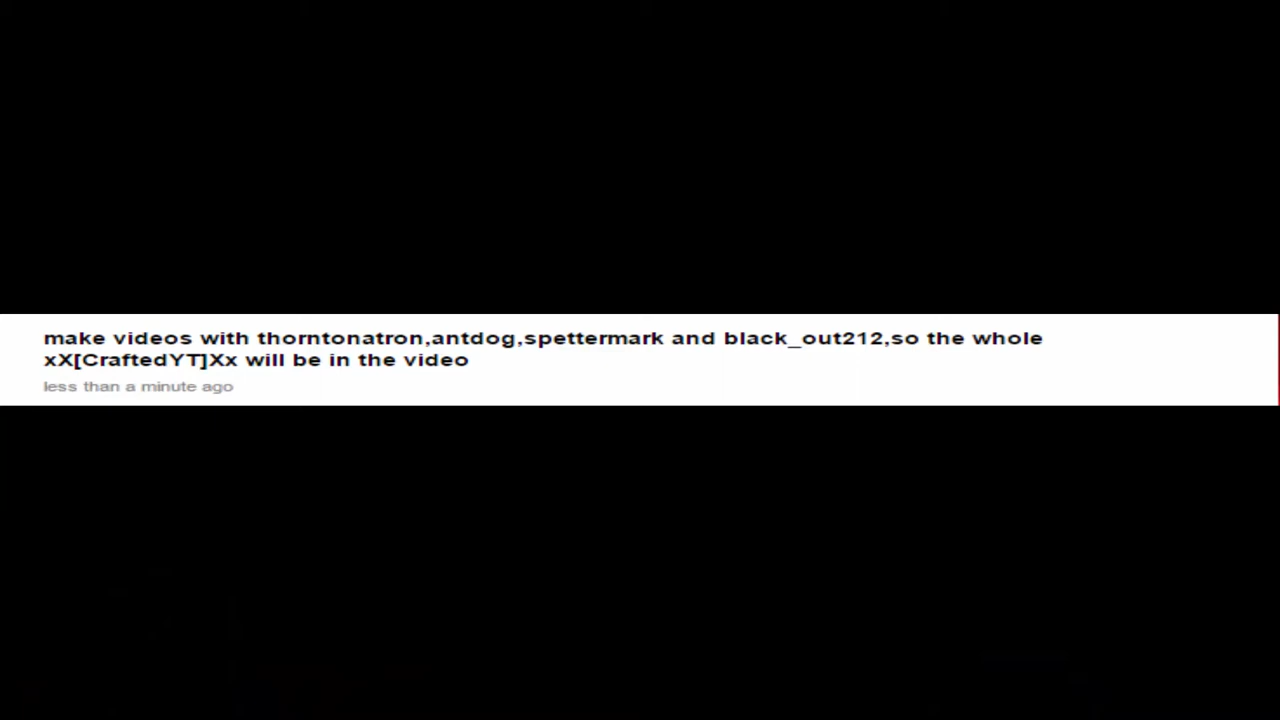 make videos with thorntonatron,antdog,spettermark and black_out212,so the whole
xX[CraftedYT]Xx will be in the video
less than a minute ago